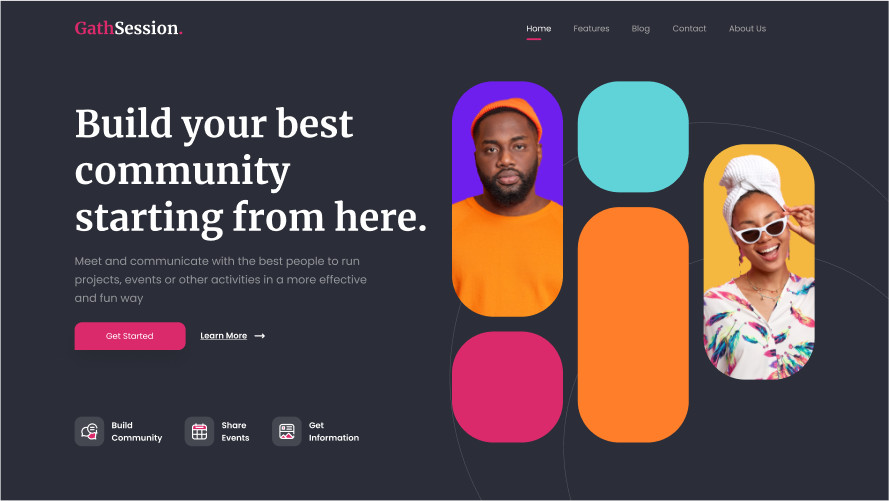 GathSession.
Home Features Blog Contact About Us
Build your best
community
starting from here.
Meet and communicate with the best people to run
projects, events or other activities in a more effective
and fun way
Get Started
Learn More
Build
Community
Share
Events
Get
Information